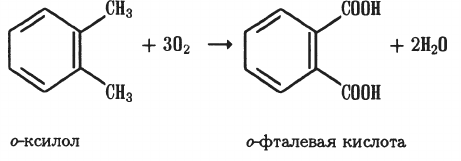 CH₃
CH₃
+ 3O₂ →
COOH
COOH
+ 2H₂O
о-ксилол
о-фталевая кислота